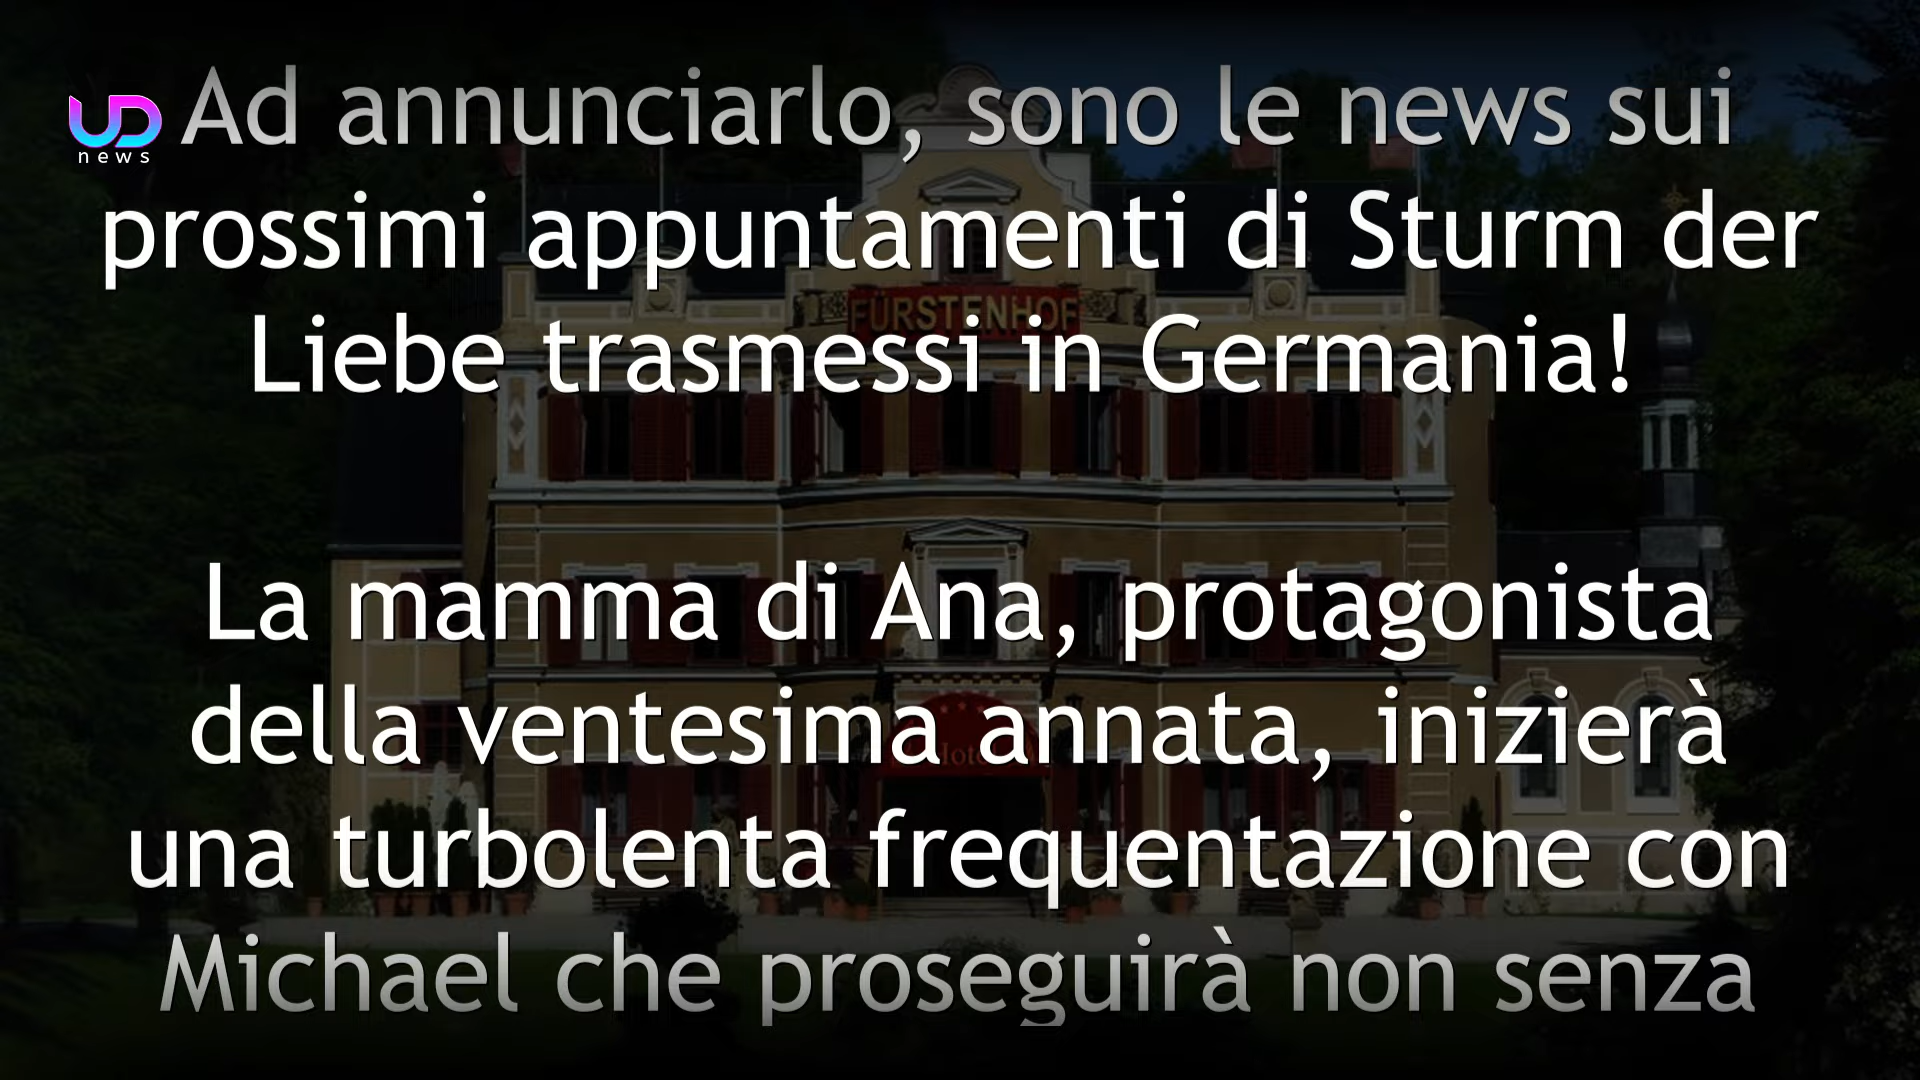 UD
news
Ad annunciarlo, sono le news sui
prossimi appuntamenti di Sturm der
Liebe trasmessi in Germania!
FÜRSTENHOF
La mamma di Ana, protagonista
della ventesima annata, inizierà
Hotel
una turbolenta frequentazione con
Michael che proseguirà non senza